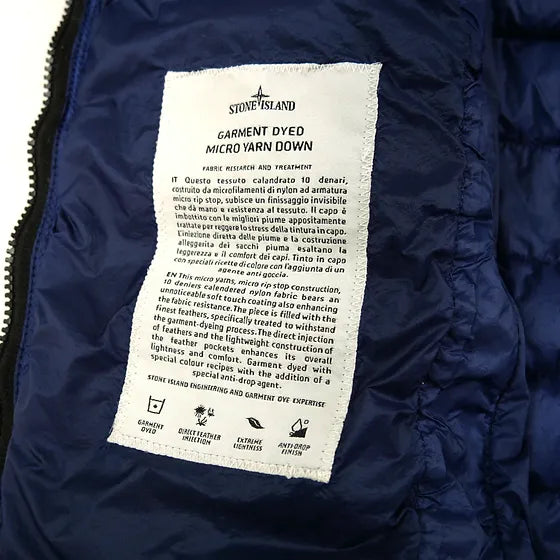 STONE ISLAND
GARMENT DYED
MICRO YARN DOWN
FABRIC RESEARCH AND TREATMENT
IT Questo tessuto calandrato 10 denari,
costruito da microfilamenti di nylon ad armatura
micro rip stop, subisce un finissaggio invisibile
che dà mano e resistenza al tessuto. Il capo è
imbottito con le migliori piume appositamente
trattate per reggere lo stress della tintura in capo.
L'iniezione diretta delle piume e la costruzione
alleggerita dei sacchi piuma esaltano la
leggerezza e il comfort dei capi. Tinto in capo
con speciali ricette di colore con l'aggiunta di un
agente anti goccia.
EN This micro yarns, micro rip stop construction,
10 deniers calendered nylon fabric bears an
unnoticeable soft touch coating also enhancing
the fabric resistance. The piece is filled with the
finest feathers, specifically treated to withstand
the garment-dyeing process. The direct injection
of feathers and the lightweight construction of
the feather pockets enhances its overall
lightness and comfort. Garment dyed with
special colour recipes with the addition of a
special anti-drop agent.
STONE ISLAND ENGINEERING AND GARMENT DYE EXPERTISE
GARMENT DYED
DIRECT FEATHER INJECTION
EXTREME LIGHTNESS
ANTI-DROP FINISH